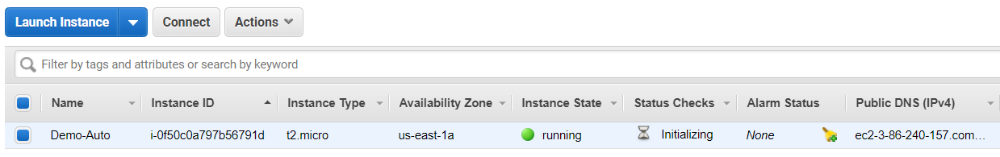 Launch Instance Connect Actions
Filter by tags and attributes or search by keyword
Name Instance ID Instance Type Availability Zone Instance State Status Checks Alarm Status Public DNS (IPv4)
Demo-Auto i-0f50c0a797b56791d t2.micro us-east-1a running Initializing None ec2-3-86-240-157.com...